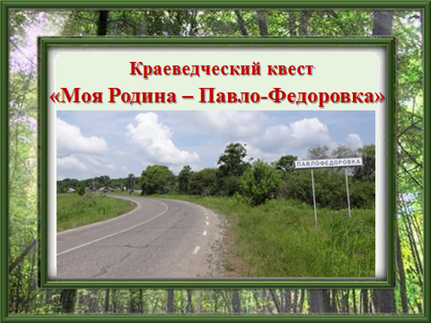 Краеведческий квест
«Моя Родина – Павло-Федоровка»
ПАВЛОФЕДОРОВКА